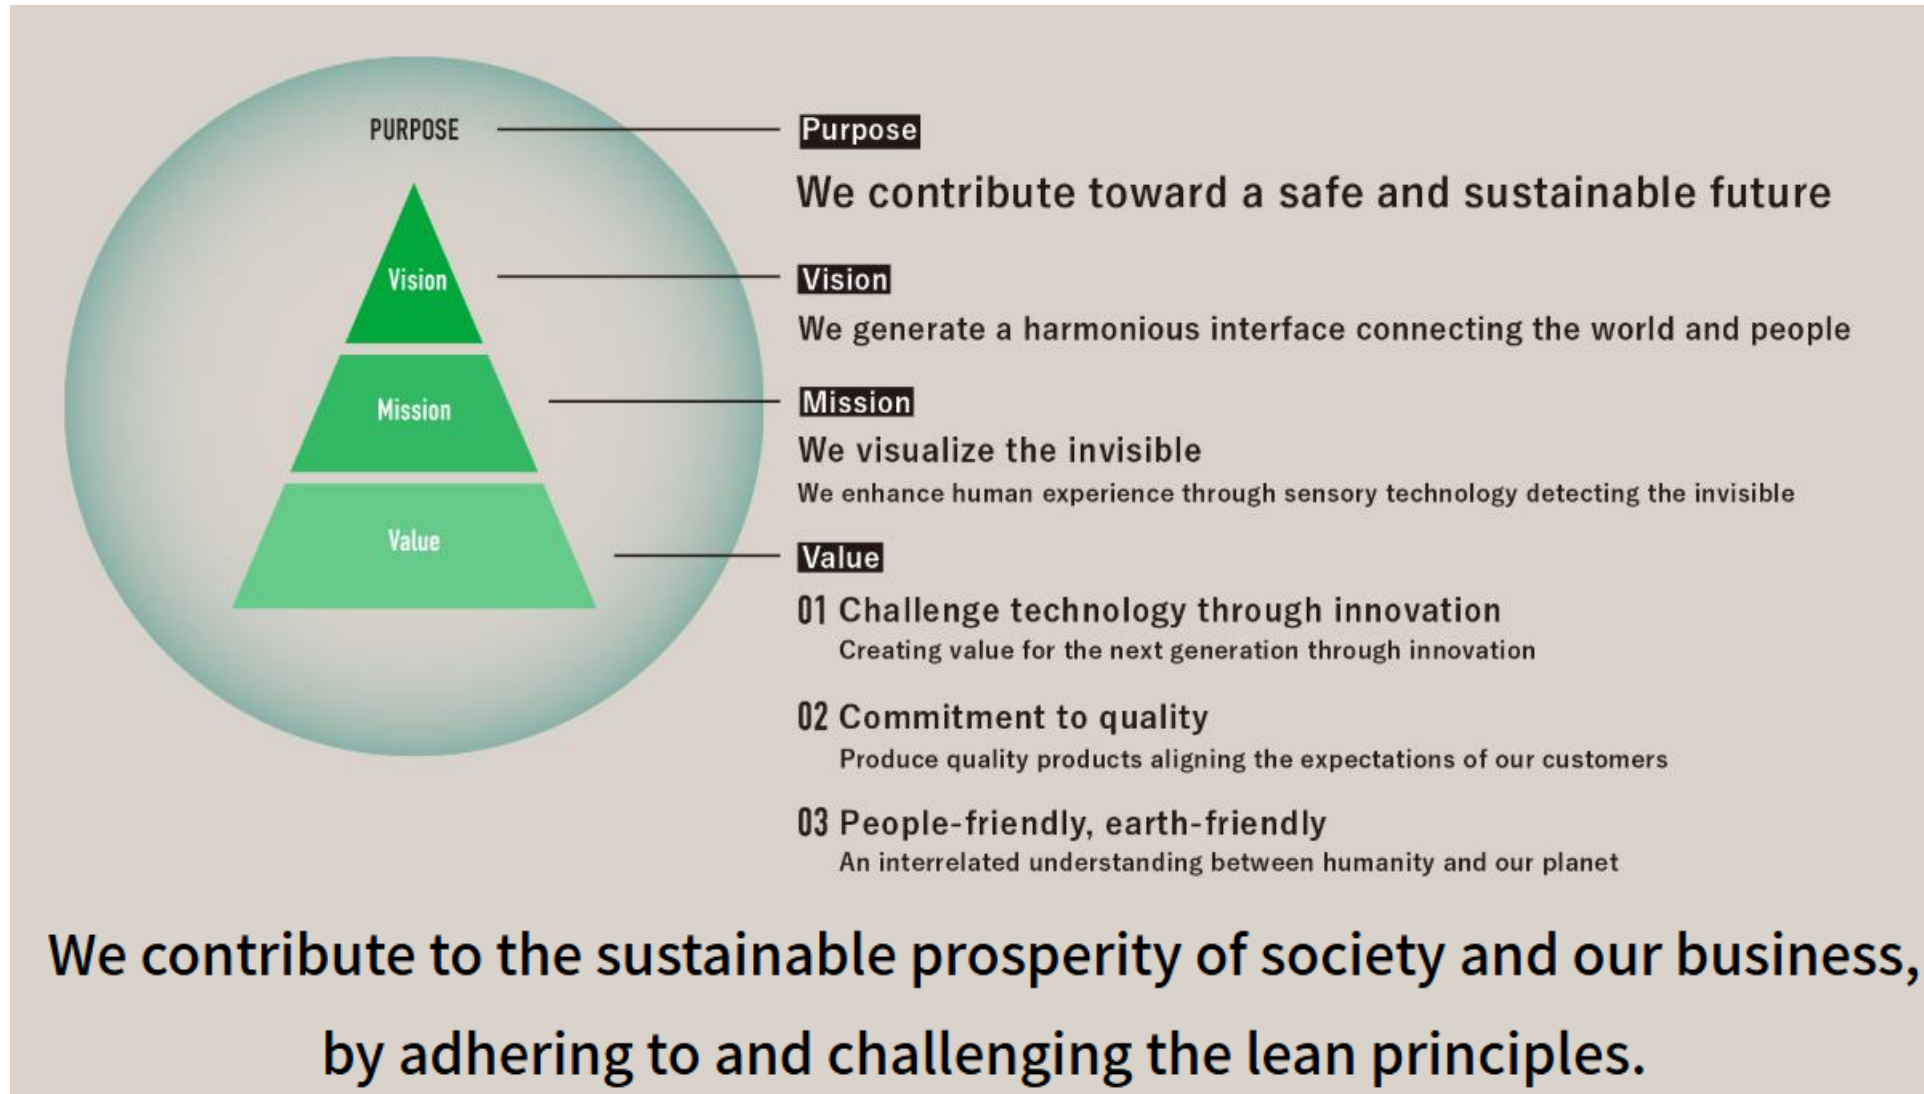 PURPOSE
Vision
Mission
Value
Purpose
We contribute toward a safe and sustainable future
Vision
We generate a harmonious interface connecting the world and people
Mission
We visualize the invisible
We enhance human experience through sensory technology detecting the invisible
Value
01 Challenge technology through innovation
Creating value for the next generation through innovation
02 Commitment to quality
Produce quality products aligning the expectations of our customers
03 People-friendly, earth-friendly
An interrelated understanding between humanity and our planet
We contribute to the sustainable prosperity of society and our business,
by adhering to and challenging the lean principles.